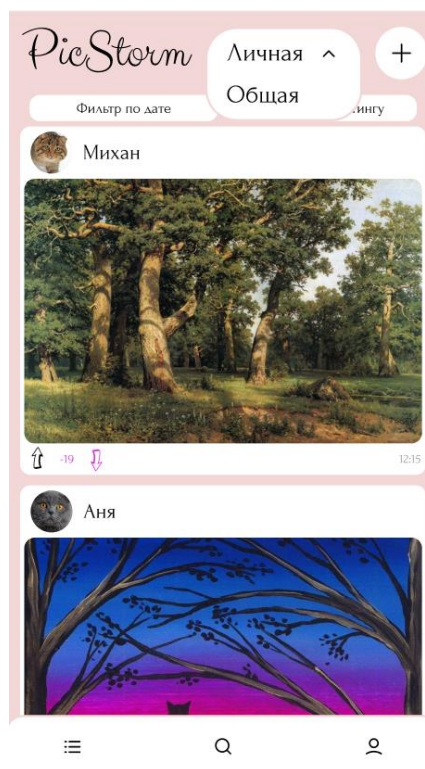 PicStorm
Личная
Общая
Фильтр по дате
Михан
-19
12:15
Аня